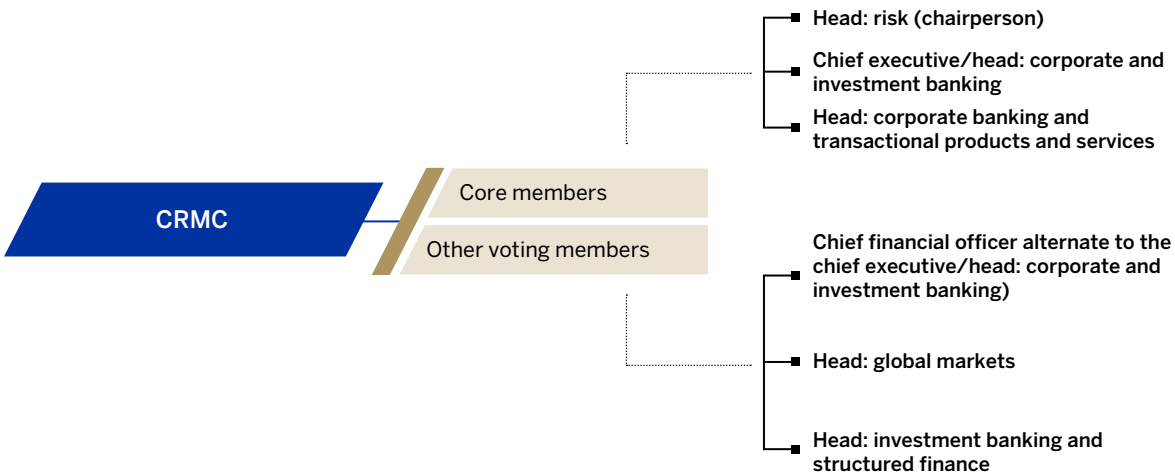 Head: risk (chairperson)
Chief executive/head: corporate and
investment banking
Head: corporate banking and
transactional products and services
CRMC
Core members
Other voting members
Chief financial officer alternate to the
chief executive/head: corporate and
investment banking)
Head: global markets
Head: investment banking and
structured finance